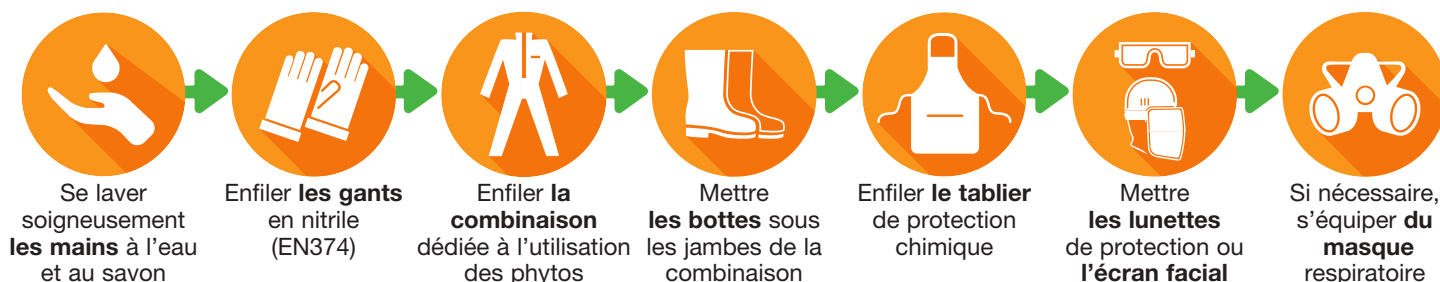 Se laver
soigneusement
les mains à l'eau
et au savon
Enfiler les gants
en nitrile
(EN374)
Enfiler la
combinaison
dédiée à l'utilisation
des phytos
Mettre
les bottes sous
les jambes de la
combinaison
Enfiler le tablier
de protection
chimique
Mettre
les lunettes
de protection ou
l'écran facial
Si nécessaire,
s'équiper du
masque
respiratoire